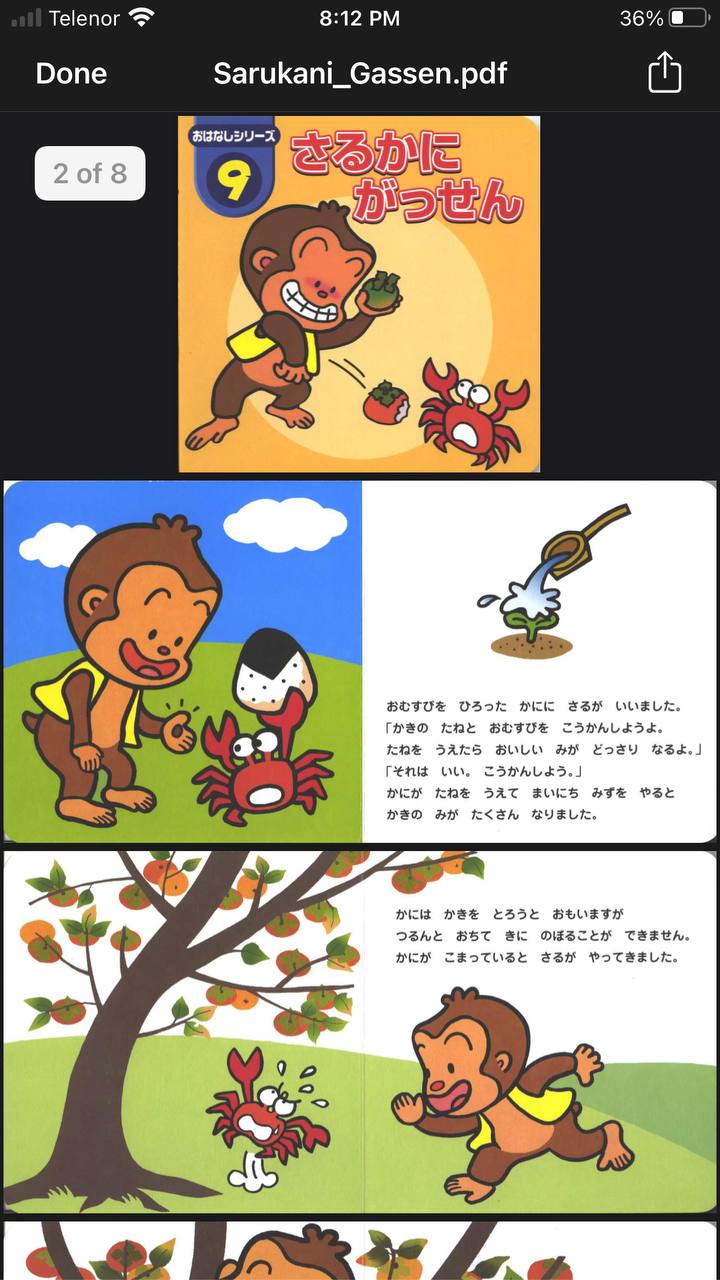 Telenor 8:12 PM 36%
Done Sarukani_Gassen.pdf
2 of 8
おはなしシリーズ
9
さるかに
がっせん
おむすびを ひろった かにに さるが いいました。
「かきの たねと おむすびを こうかんしようよ。
たねを うえたら おいしい みが どっさり なるよ。」
「それは いい。 こうかんしよう。」
かにが たねを うえて まいにち みずを やると
かきの みが たくさん なりました。
かには かきを とろうと おもいますが
つるんと おちて きに のぼることが できません。
かにが こまっていると さるが やってきました。